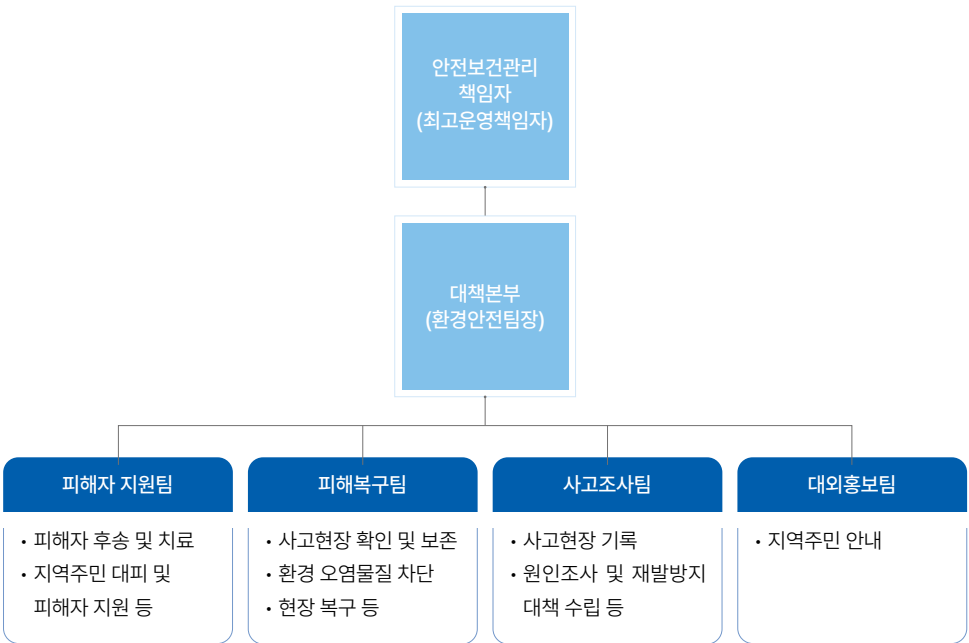 안전보건관리
책임자
(최고운영책임자)
대책본부
(환경안전팀장)
피해자 지원팀
• 피해자 후송 및 치료
• 지역주민 대피 및
피해자 지원 등
피해복구팀
• 사고현장 확인 및 보존
• 환경 오염물질 차단
• 현장 복구 등
사고조사팀
• 사고현장 기록
• 원인조사 및 재발방지
대책 수립 등
대외홍보팀
• 지역주민 안내